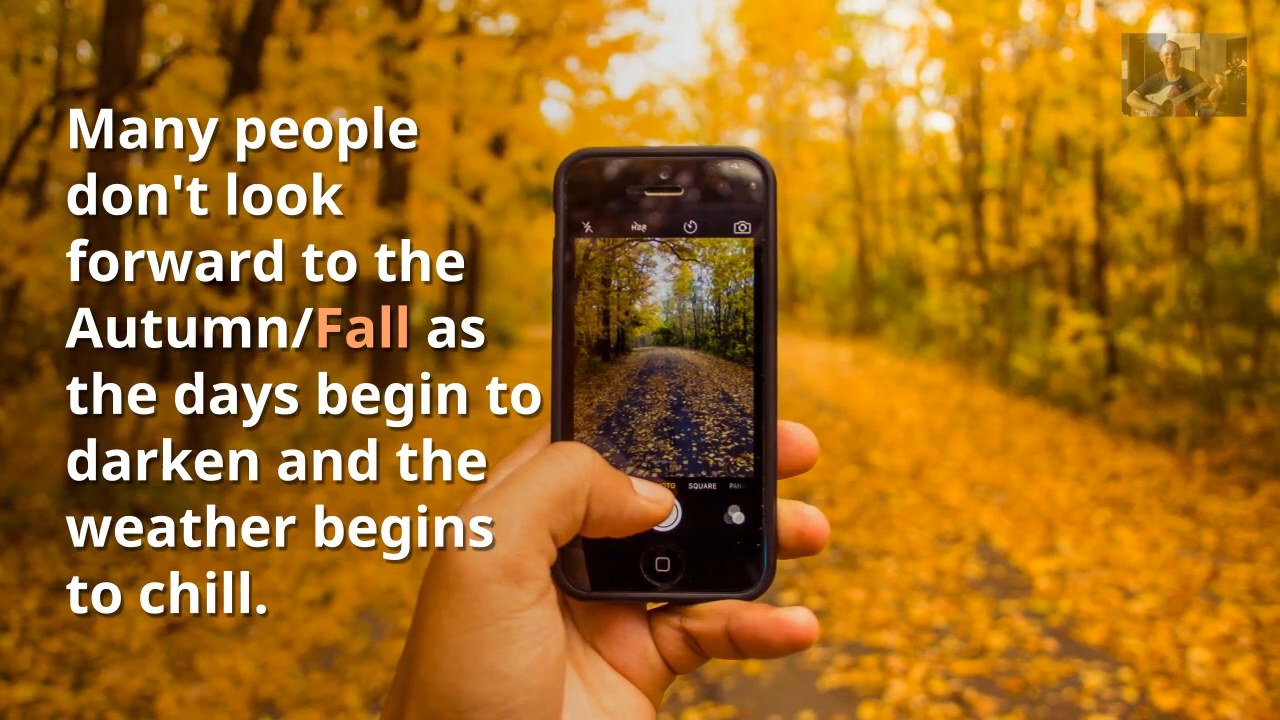 Many people
don't look
forward to the
Autumn/Fall as
the days begin to
darken and the
weather begins
to chill.
SQUARE